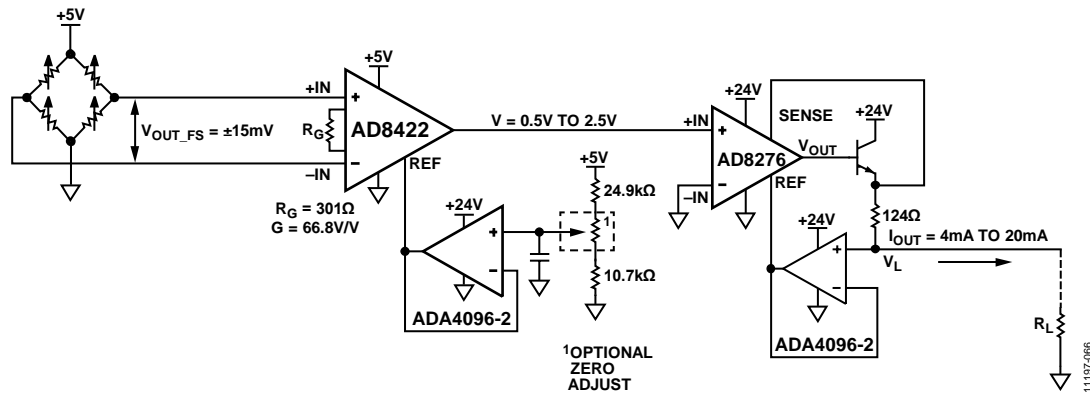 +5V
V_OUT_FS = ±15mV
+IN
+5V
R_G
AD8422
–IN
REF
R_G = 301Ω
G = 66.8V/V
V = 0.5V TO 2.5V
+24V
ADA4096-2
+5V
24.9kΩ
1
10.7kΩ
¹OPTIONAL
ZERO
ADJUST
+IN
+24V
SENSE
AD8276
–IN
REF
V_OUT
+24V
124Ω
I_OUT = 4mA TO 20mA
V_L
+24V
ADA4096-2
R_L
11197-066
+
–
+
–
+
–
+
–